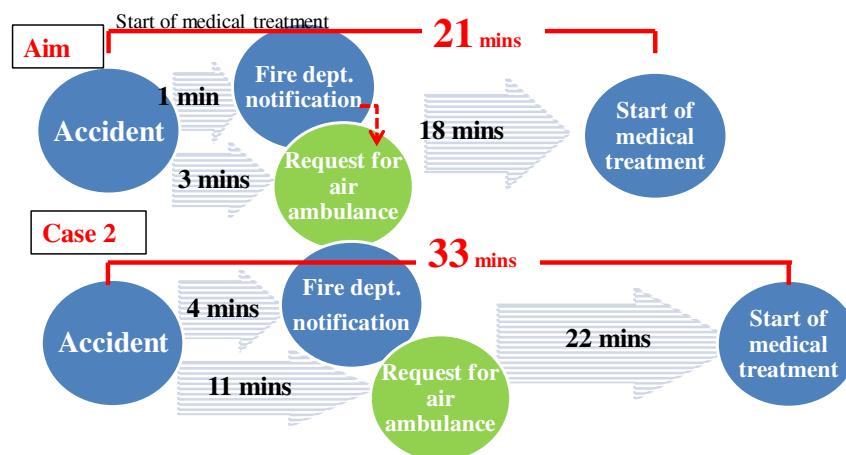 Start of medical treatment
Aim
21 mins
1 min
Fire dept.
notification
Accident
3 mins
Request for
air
ambulance
18 mins
Start of
medical
treatment
Case 2
33 mins
4 mins
Fire dept.
notification
Accident
11 mins
Request for
air
ambulance
22 mins
Start of
medical
treatment